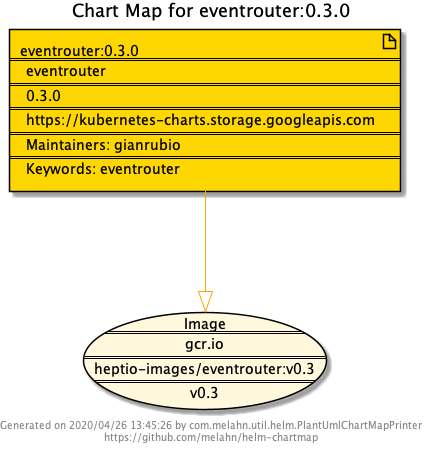 Chart Map for eventrouter:0.3.0
eventrouter:0.3.0
eventrouter
0.3.0
https://kubernetes-charts.storage.googleapis.com
Maintainers: gianrubio
Keywords: eventrouter
Image
gcr.io
heptio-images/eventrouter:v0.3
v0.3
Generated on 2020/04/26 13:45:26 by com.melahn.util.helm.PlantUmlChartMapPrinter
https://github.com/melahn/helm-chartmap